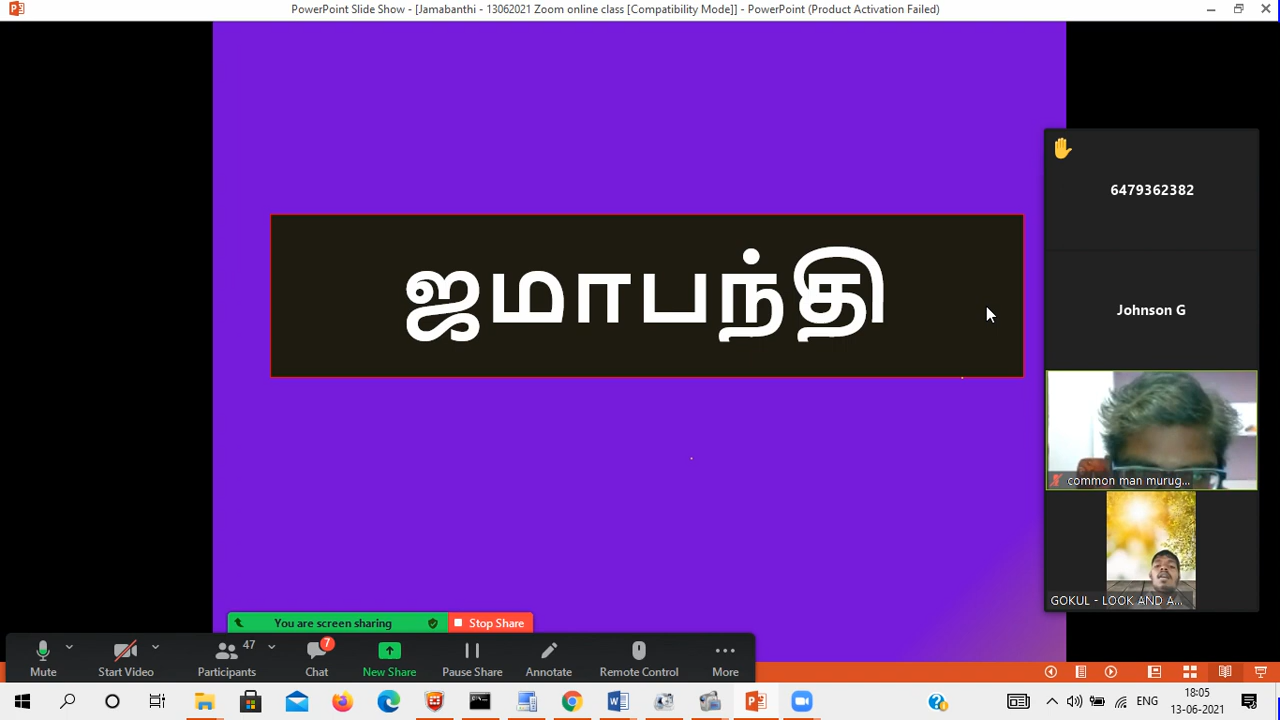 PowerPoint Slide Show - [Jamabanthi - 13062021 Zoom online class [Compatibility Mode]] - PowerPoint (Product Activation Failed)
ஜமாபந்தி
6479362382
Johnson G
common man murug...
GOKUL - LOOK AND A...
You are screen sharing
Stop Share
47
7
Mute
Start Video
Participants
Chat
New Share
Pause Share
Annotate
Remote Control
More
ENG
18:05
13-06-2021